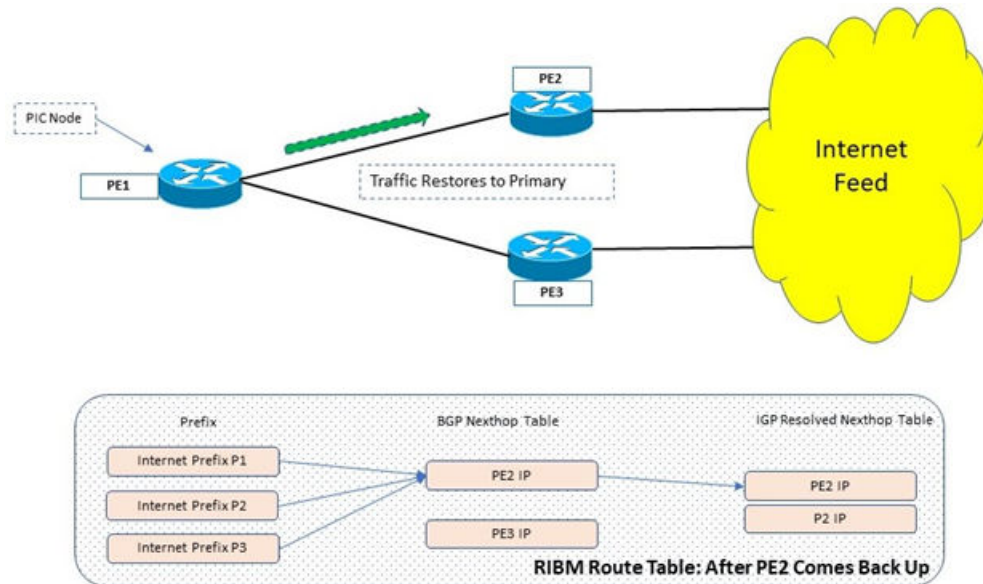 PE2
PIC Node
Internet
Feed
PE1
Traffic Restores to Primary
PE3
Prefix
BGP Nexthop Table
IGP Resolved Nexthop Table
Internet Prefix P1
PE2 IP
PE2 IP
Internet Prefix P2
P2 IP
PE3 IP
Internet Prefix P3
RIBM Route Table: After PE2 Comes Back Up